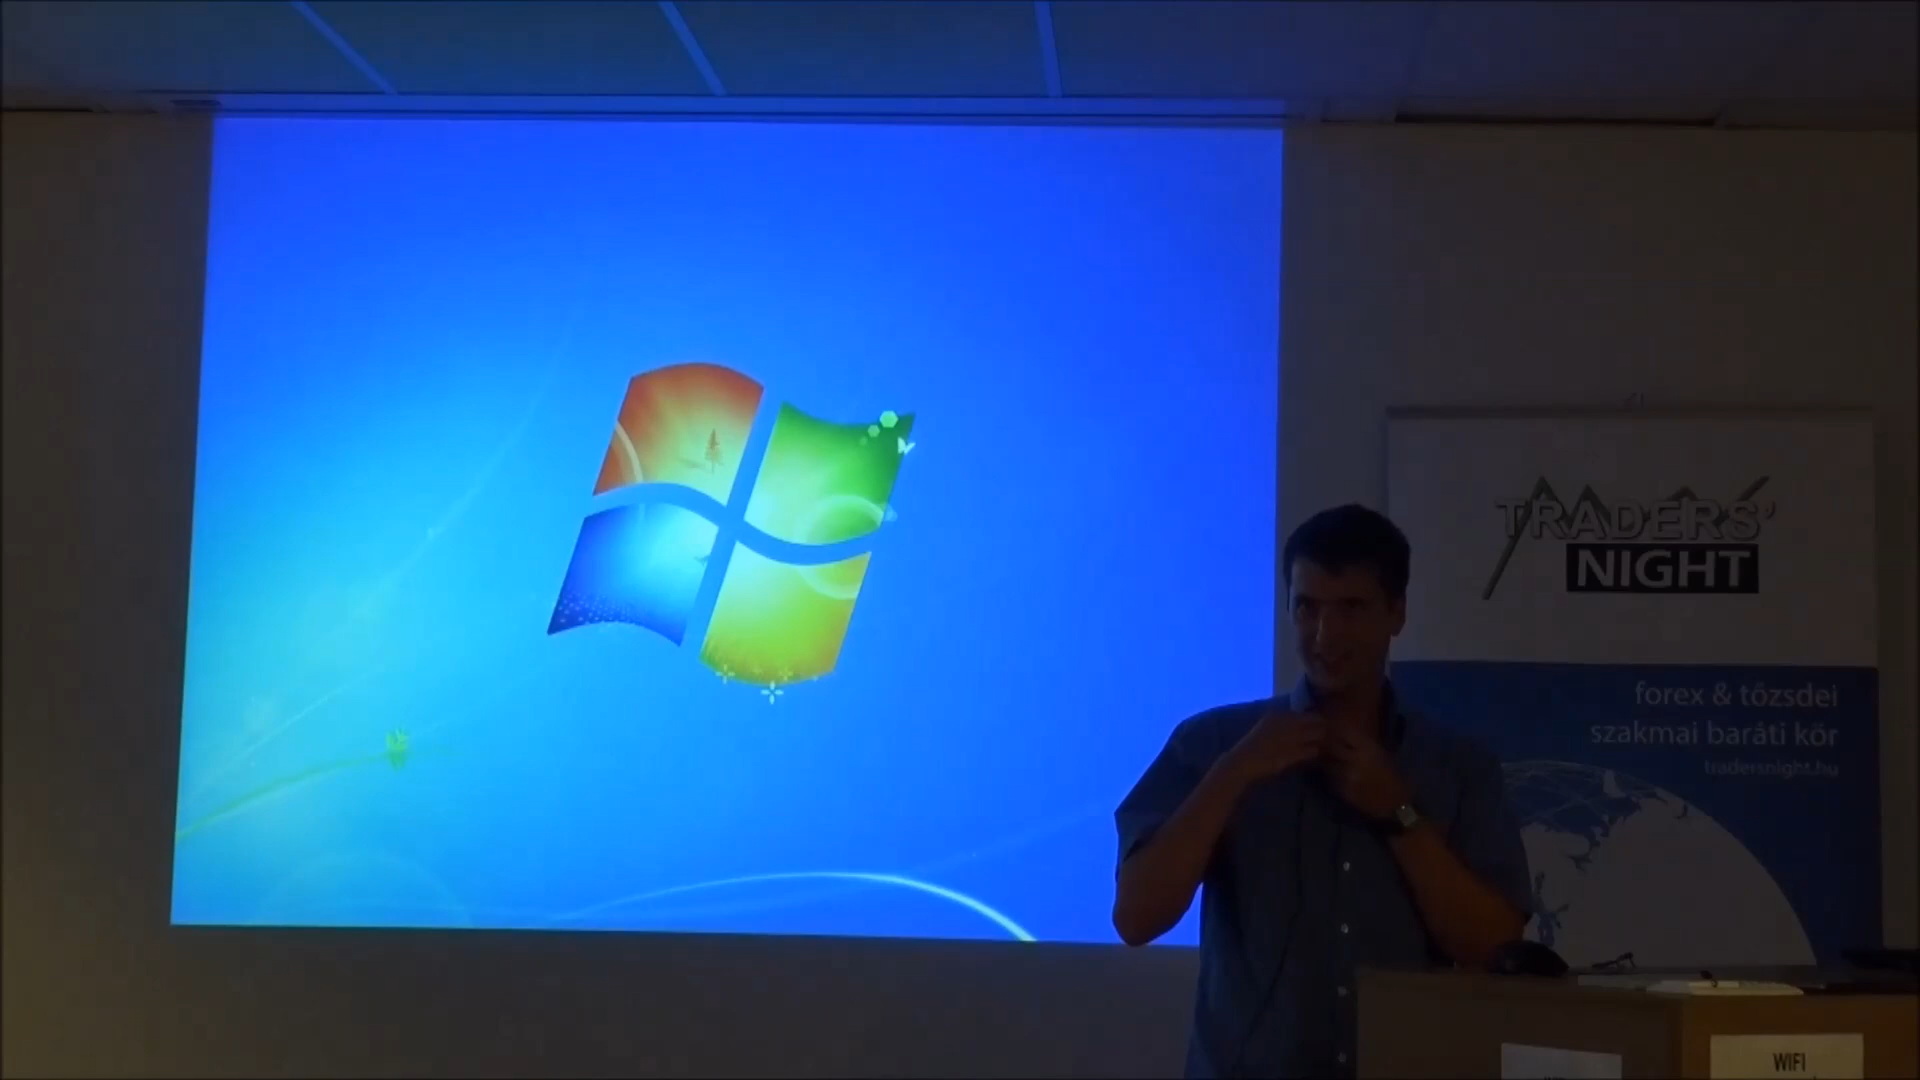 TRADERS'
NIGHT
forex & tőzsdei
szakmai baráti kör
tradersnight.hu
WIFI